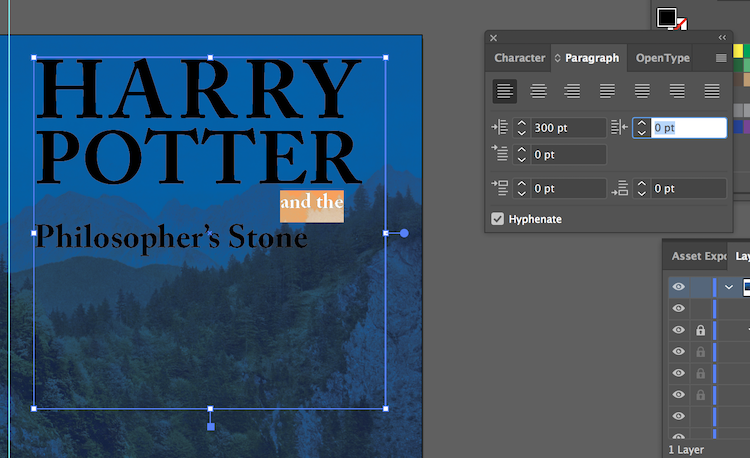 HARRY
POTTER
and the
Philosopher's Stone
Character
Paragraph
OpenType
300 pt
0 pt
0 pt
0 pt
0 pt
Hyphenate
Asset Expo
Lay
1 Layer